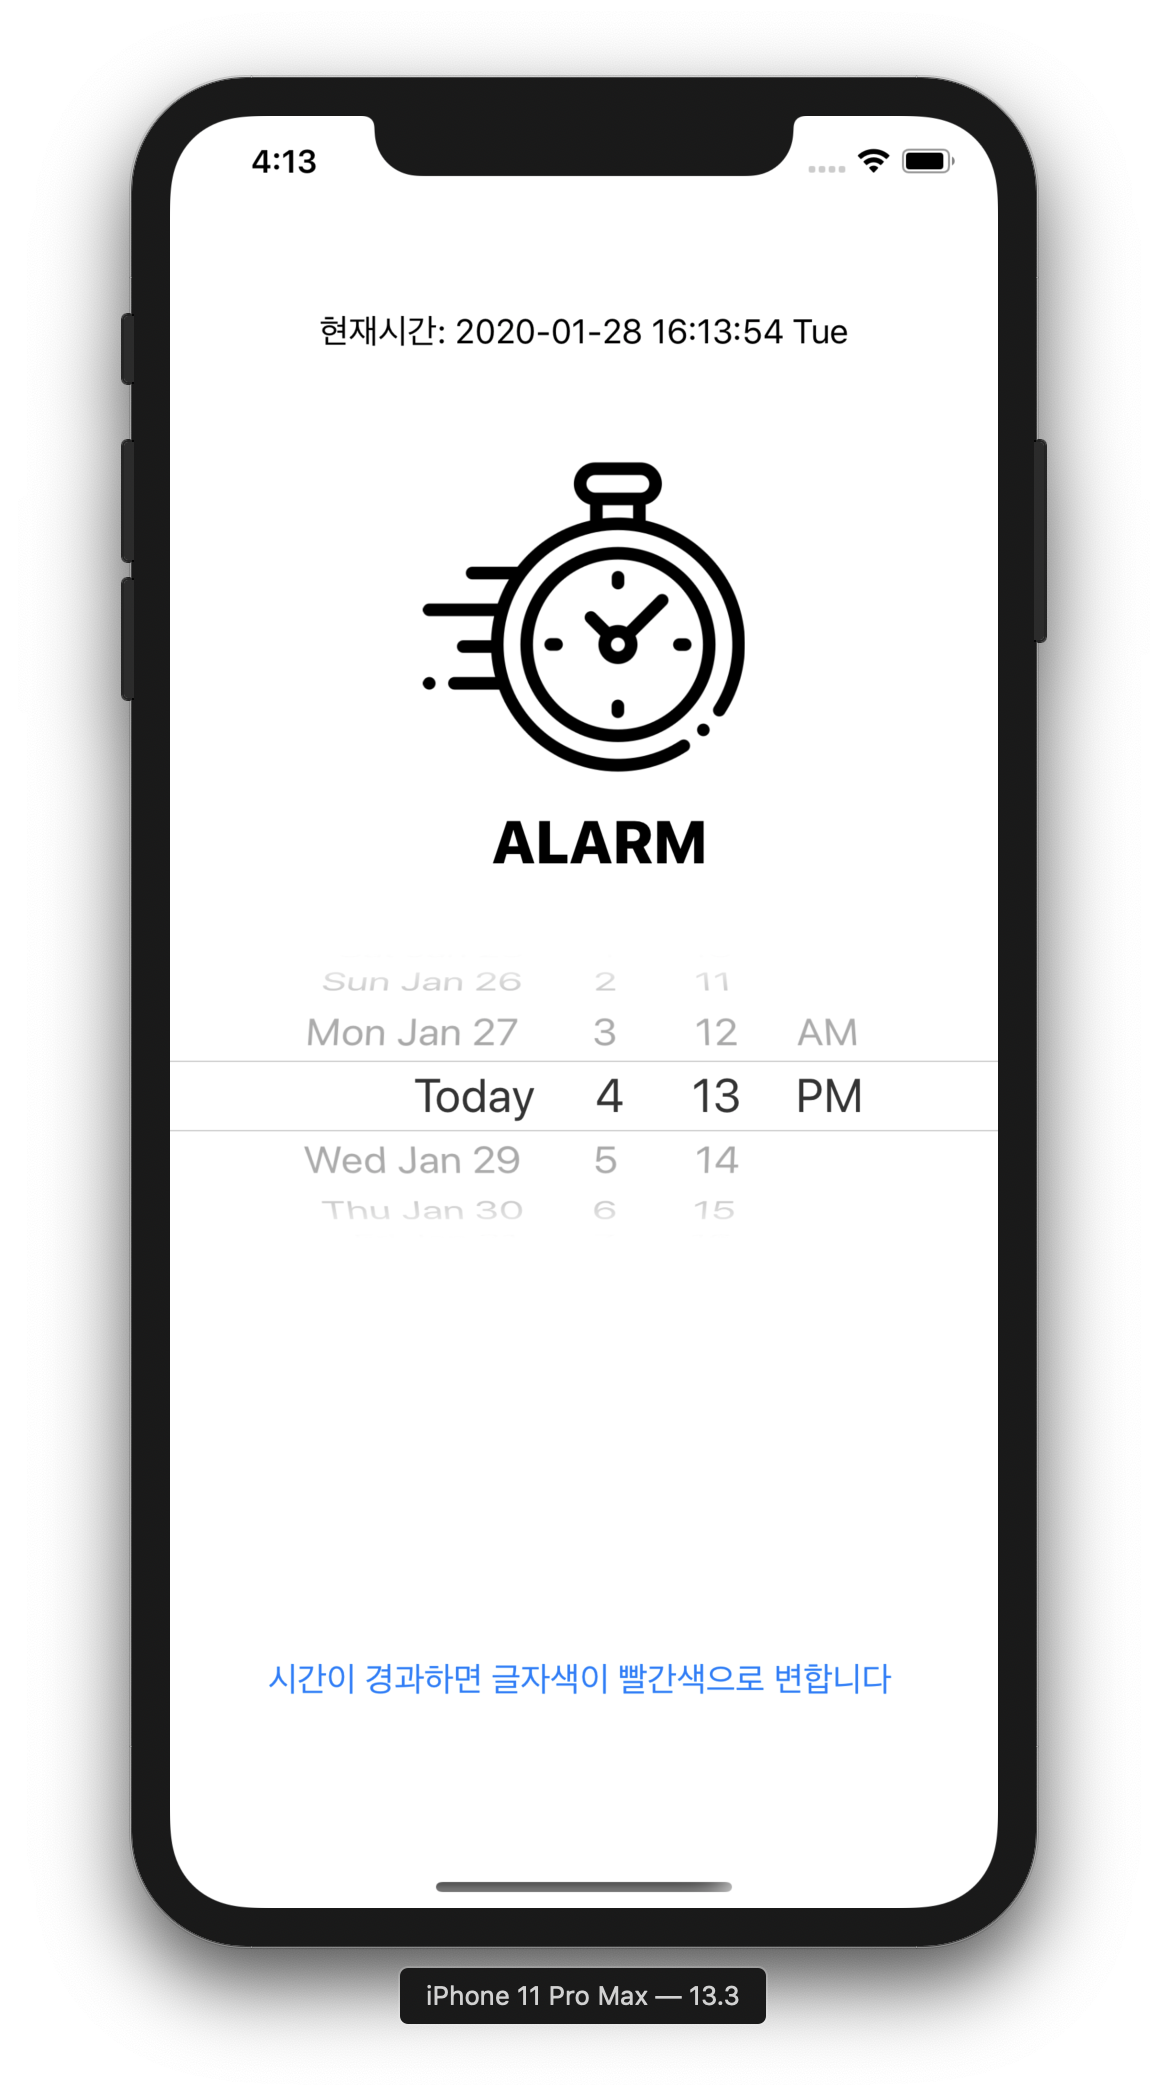 4:13
현재시간: 2020-01-28 16:13:54 Tue
ALARM
Sun Jan 26 2 11
Mon Jan 27 3 12 AM
Today 4 13 PM
Wed Jan 29 5 14
Thu Jan 30 6 15
시간이 경과하면 글자색이 빨간색으로 변합니다
iPhone 11 Pro Max — 13.3